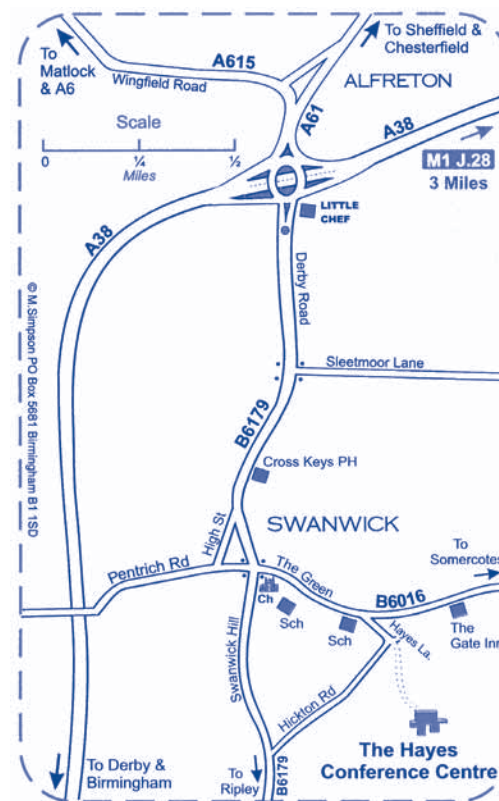 To
Matlock
& A6
A615
Wingfield Road
To Sheffield &
Chesterfield
ALFRETON
A61
A38
M1 J.28
3 Miles
Scale
0 ¼ ½
Miles
LITTLE
CHEF
A38
Derby Road
© M.Simpson PO Box 5681 Birmingham B1 1SD
Sleetmoor Lane
B6179
Cross Keys PH
High St
SWANWICK
To
Somercotes
Pentrich Rd
The Green
B6016
Ch
Sch
Sch
Hayes La.
The
Gate Inn
Swanwick Hill
Hickton Rd
The Hayes
Conference Centre
To Derby &
Birmingham
To
Ripley
B6179